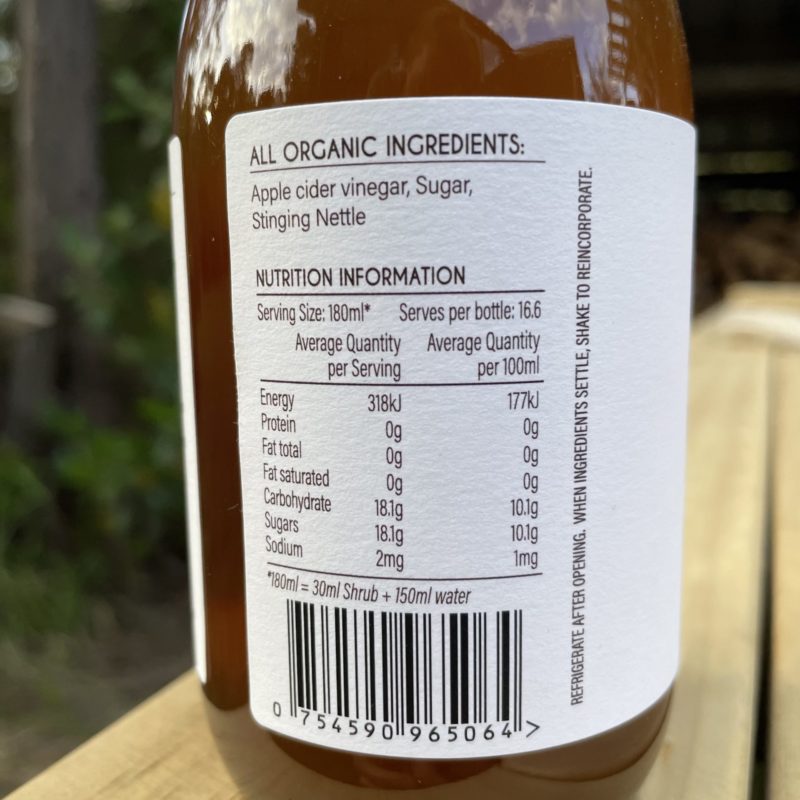 ALL ORGANIC INGREDIENTS:
Apple cider vinegar, Sugar,
Stinging Nettle
NUTRITION INFORMATION
Serving Size: 180ml* Serves per bottle: 16.6
Average Quantity Average Quantity
per Serving per 100ml
Energy 318kJ 177kJ
Protein 0g 0g
Fat total 0g 0g
Fat saturated 0g 0g
Carbohydrate 18.1g 10.1g
Sugars 18.1g 10.1g
Sodium 2mg 1mg
*180ml = 30ml Shrub + 150ml water
0 754590 965064 >
REFRIGERATE AFTER OPENING. WHEN INGREDIENTS SETTLE, SHAKE TO REINCORPORATE.